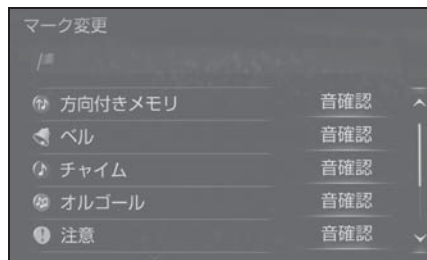 マーク変更
方向付きメモリ 音確認
ベル 音確認
チャイム 音確認
オルゴール 音確認
注意 音確認